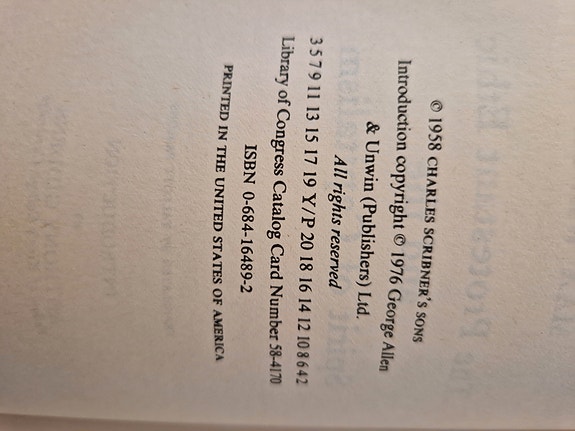 © 1958 CHARLES SCRIBNER'S SONS
Introduction copyright © 1976 George Allen
& Unwin (Publishers) Ltd.
All rights reserved
3 5 7 9 11 13 15 17 19 Y/P 20 18 16 14 12 10 8 6 4 2
Library of Congress Catalog Card Number 58-4170
ISBN 0-684-16489-2
PRINTED IN THE UNITED STATES OF AMERICA